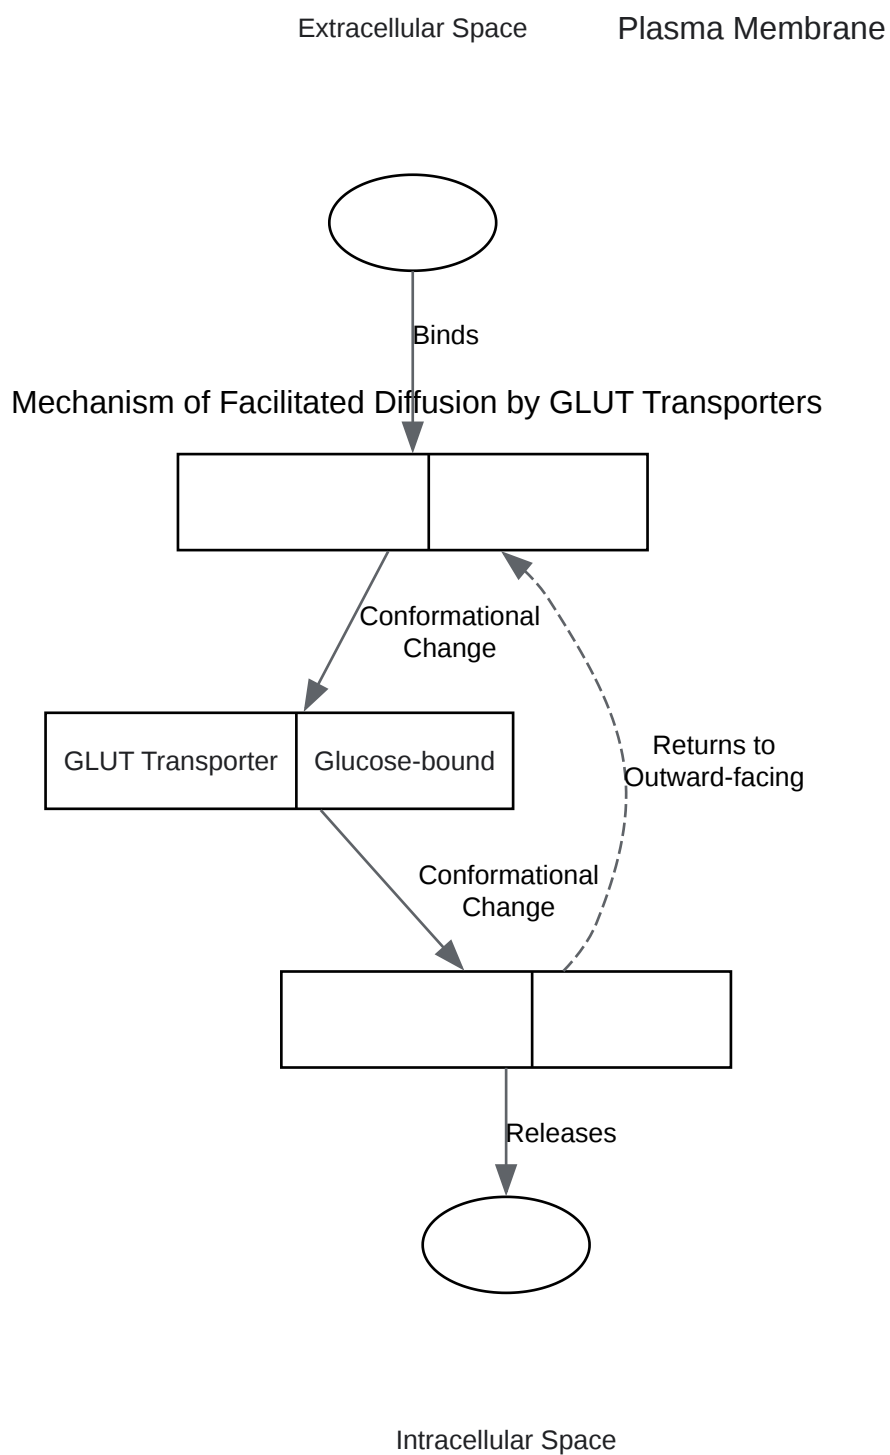 Extracellular Space
Plasma Membrane
Binds
Mechanism of Facilitated Diffusion by GLUT Transporters
Conformational
Change
GLUT Transporter
Glucose-bound
Returns to
Outward-facing
Conformational
Change
Releases
Intracellular Space